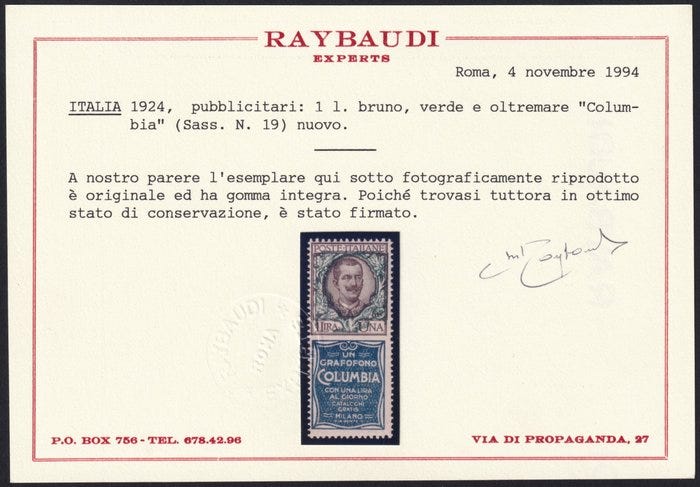 RAYBAUDI
EXPERTS
Roma, 4 novembre 1994
ITALIA 1924, pubblicitari: 1 l. bruno, verde e oltremare "Colum-
bia" (Sass. N. 19) nuovo.
A nostro parere l'esemplare qui sotto fotograficamente riprodotto
è originale ed ha gomma integra. Poiché trovasi tuttora in ottimo
stato di conservazione, è stato firmato.
POSTE·ITALIANE
LIRA UNA
UN
GRAFOFONO
COLUMBIA
CON UNA LIRA
AL GIORNO
CATALOGHI
GRATIS
MILANO
RAYBAUDI
ROMA
P.O. BOX 756 - TEL. 678.42.96
VIA DI PROPAGANDA, 27